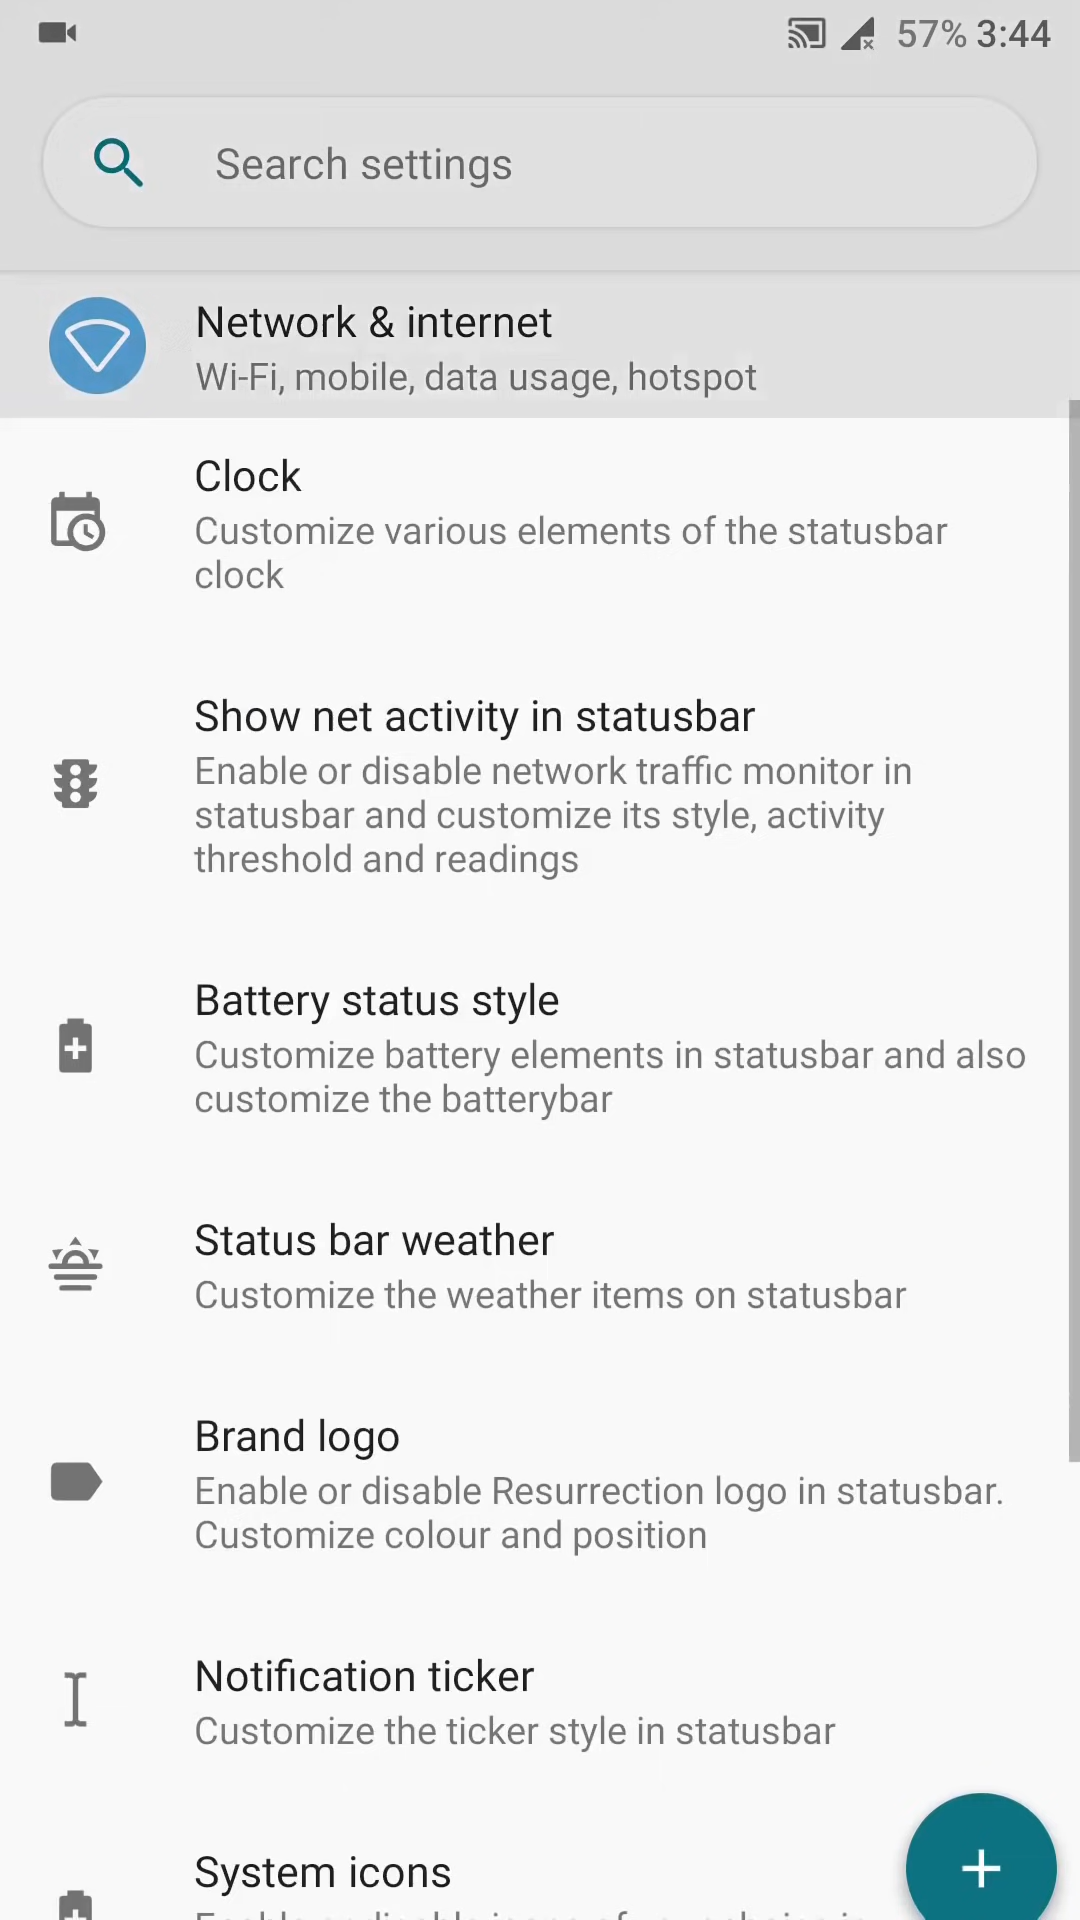 57% 3:44
Search settings
Network & internet
Wi-Fi, mobile, data usage, hotspot
Clock
Customize various elements of the statusbar
clock
Show net activity in statusbar
Enable or disable network traffic monitor in
statusbar and customize its style, activity
threshold and readings
Battery status style
Customize battery elements in statusbar and also
customize the batterybar
Status bar weather
Customize the weather items on statusbar
Brand logo
Enable or disable Resurrection logo in statusbar.
Customize colour and position
Notification ticker
Customize the ticker style in statusbar
System icons